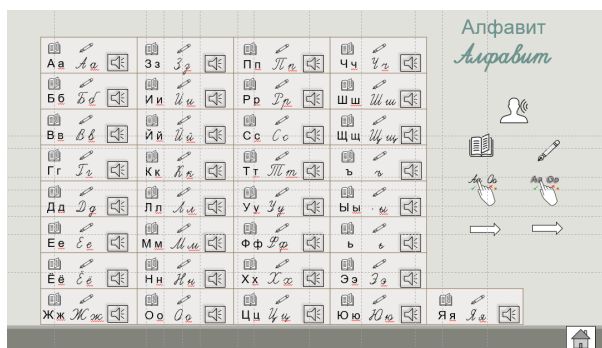 Алфавит
Алфавит
Аа Аа Зз Зз Пп Пп Чч Чч
Бб Бб Ии Ии Рр Рр Шш Шш
Вв Вв Йй Йй Сс Сс Щщ Щщ
Гг Гг Кк Кк Тт Тт ъ ъ
Дд Дд Лл Лл Уу Уу Ыы ы
Ее Ее Мм Мм Фф Фф ь ь
Ёё Ёё Нн Нн Хх Хх Ээ Ээ
Жж Жж Оо Оо Цц Цц Юю Юю Яя Яя